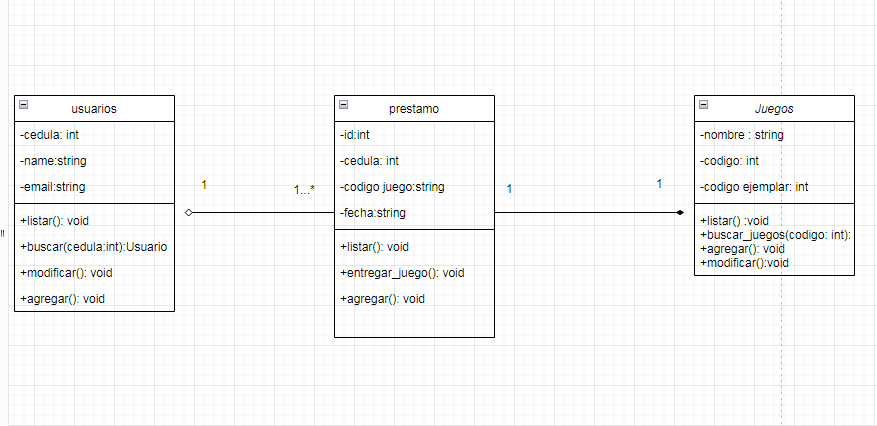 usuarios
-cedula: int
-name:string
-email:string
+listar(): void
+buscar(cedula:int):Usuario
+modificar(): void
+agregar(): void
1
1...*
prestamo
-id:int
-cedula: int
-codigo juego:string
-fecha:string
+listar(): void
+entregar_juego(): void
+agregar(): void
1
1
Juegos
-nombre : string
-codigo: int
-codigo ejemplar: int
+listar() :void
+buscar_juegos(codigo: int):
+agregar(): void
+modificar():void